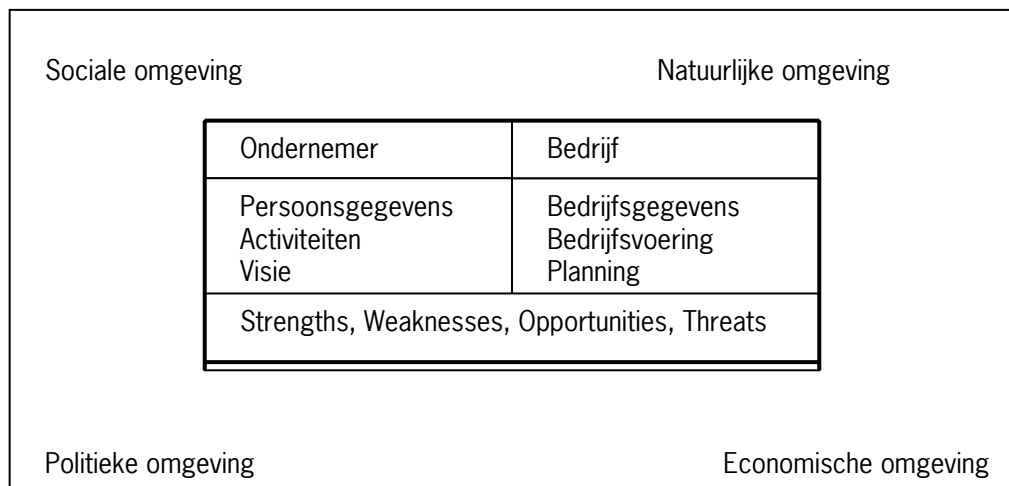 Sociale omgeving
Natuurlijke omgeving
Ondernemer
Bedrijf
Persoonsgegevens
Activiteiten
Visie
Bedrijfsgegevens
Bedrijfsvoering
Planning
Strengths, Weaknesses, Opportunities, Threats
Politieke omgeving
Economische omgeving